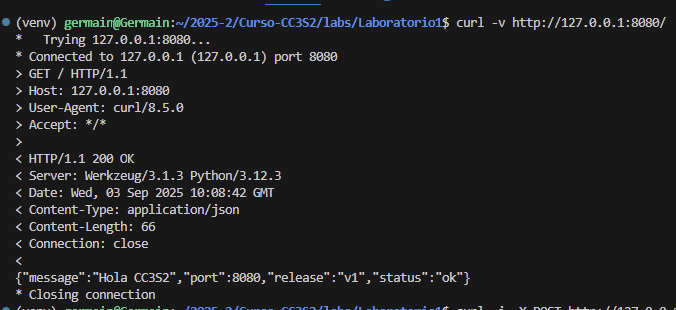 (venv) germain@Germain:~/2025-2/Curso-CC3S2/labs/Laboratorio1$ curl -v http://127.0.0.1:8080/
*   Trying 127.0.0.1:8080...
* Connected to 127.0.0.1 (127.0.0.1) port 8080
> GET / HTTP/1.1
> Host: 127.0.0.1:8080
> User-Agent: curl/8.5.0
> Accept: */*
>
< HTTP/1.1 200 OK
< Server: Werkzeug/3.1.3 Python/3.12.3
< Date: Wed, 03 Sep 2025 10:08:42 GMT
< Content-Type: application/json
< Content-Length: 66
< Connection: close
<
{"message":"Hola CC3S2","port":8080,"release":"v1","status":"ok"}
* Closing connection
(venv) germain@Germain:~/2025-2/Curso-CC3S2/labs/Laboratorio1$ curl -i -X POST http://127.0.0